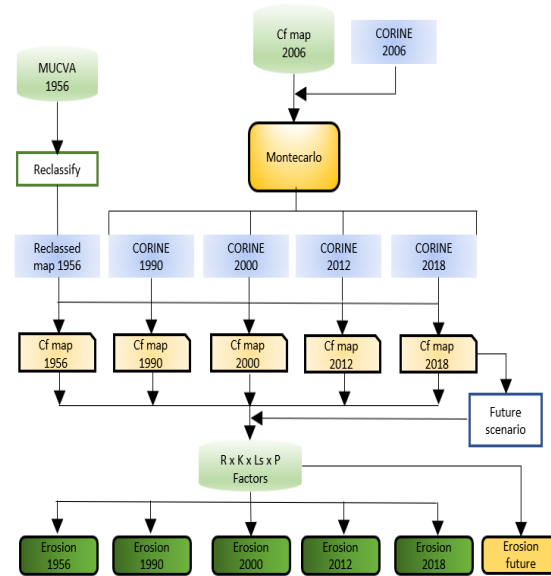 Cf map
2006
CORINE
2006
MUCVA
1956
Montecarlo
Reclassify
Reclassed
map 1956
CORINE
1990
CORINE
2000
CORINE
2012
CORINE
2018
Cf map
1956
Cf map
1990
Cf map
2000
Cf map
2012
Cf map
2018
Future
scenario
R x K x Ls x P
Factors
Erosion
1956
Erosion
1990
Erosion
2000
Erosion
2012
Erosion
2018
Erosion
future